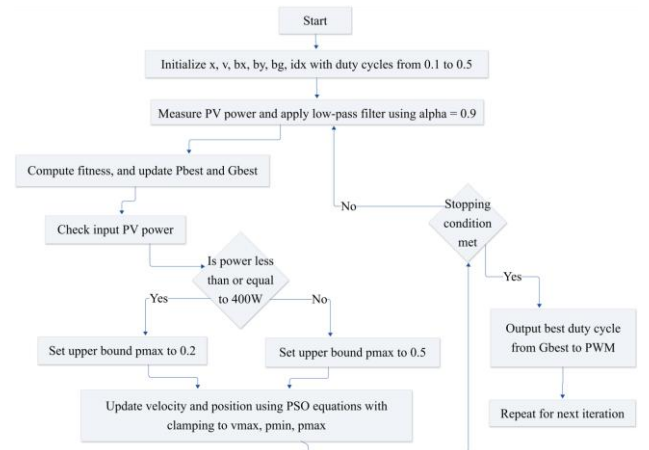 Start
Initialize x, v, bx, by, bg, idx with duty cycles from 0.1 to 0.5
Measure PV power and apply low-pass filter using alpha = 0.9
Compute fitness, and update Pbest and Gbest
Check input PV power
Is power less
than or equal
to 400W
Yes
No
Set upper bound pmax to 0.2
Set upper bound pmax to 0.5
Update velocity and position using PSO equations with
clamping to vmax, pmin, pmax
Stopping
condition
met
No
Yes
Output best duty cycle
from Gbest to PWM
Repeat for next iteration